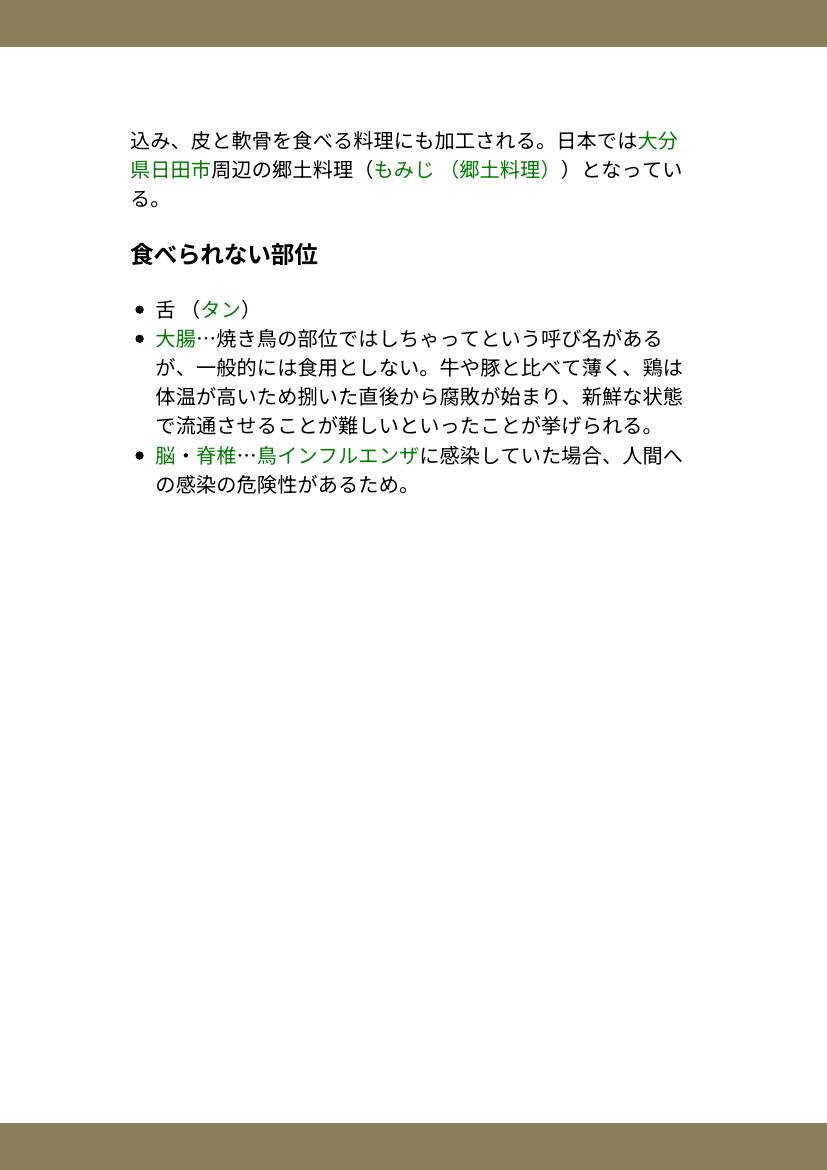 込み、皮と軟骨を食べる料理にも加工される。日本では大分
県日田市周辺の郷土料理（もみじ （郷土料理））となってい
る。
食べられない部位
• 舌 （タン）
• 大腸…焼き鳥の部位ではしちゃってという呼び名がある
が、一般的には食用としない。牛や豚と比べて薄く、鶏は
体温が高いため捌いた直後から腐敗が始まり、新鮮な状態
で流通させることが難しいといったことが挙げられる。
• 脳・脊椎…鳥インフルエンザに感染していた場合、人間へ
の感染の危険性があるため。